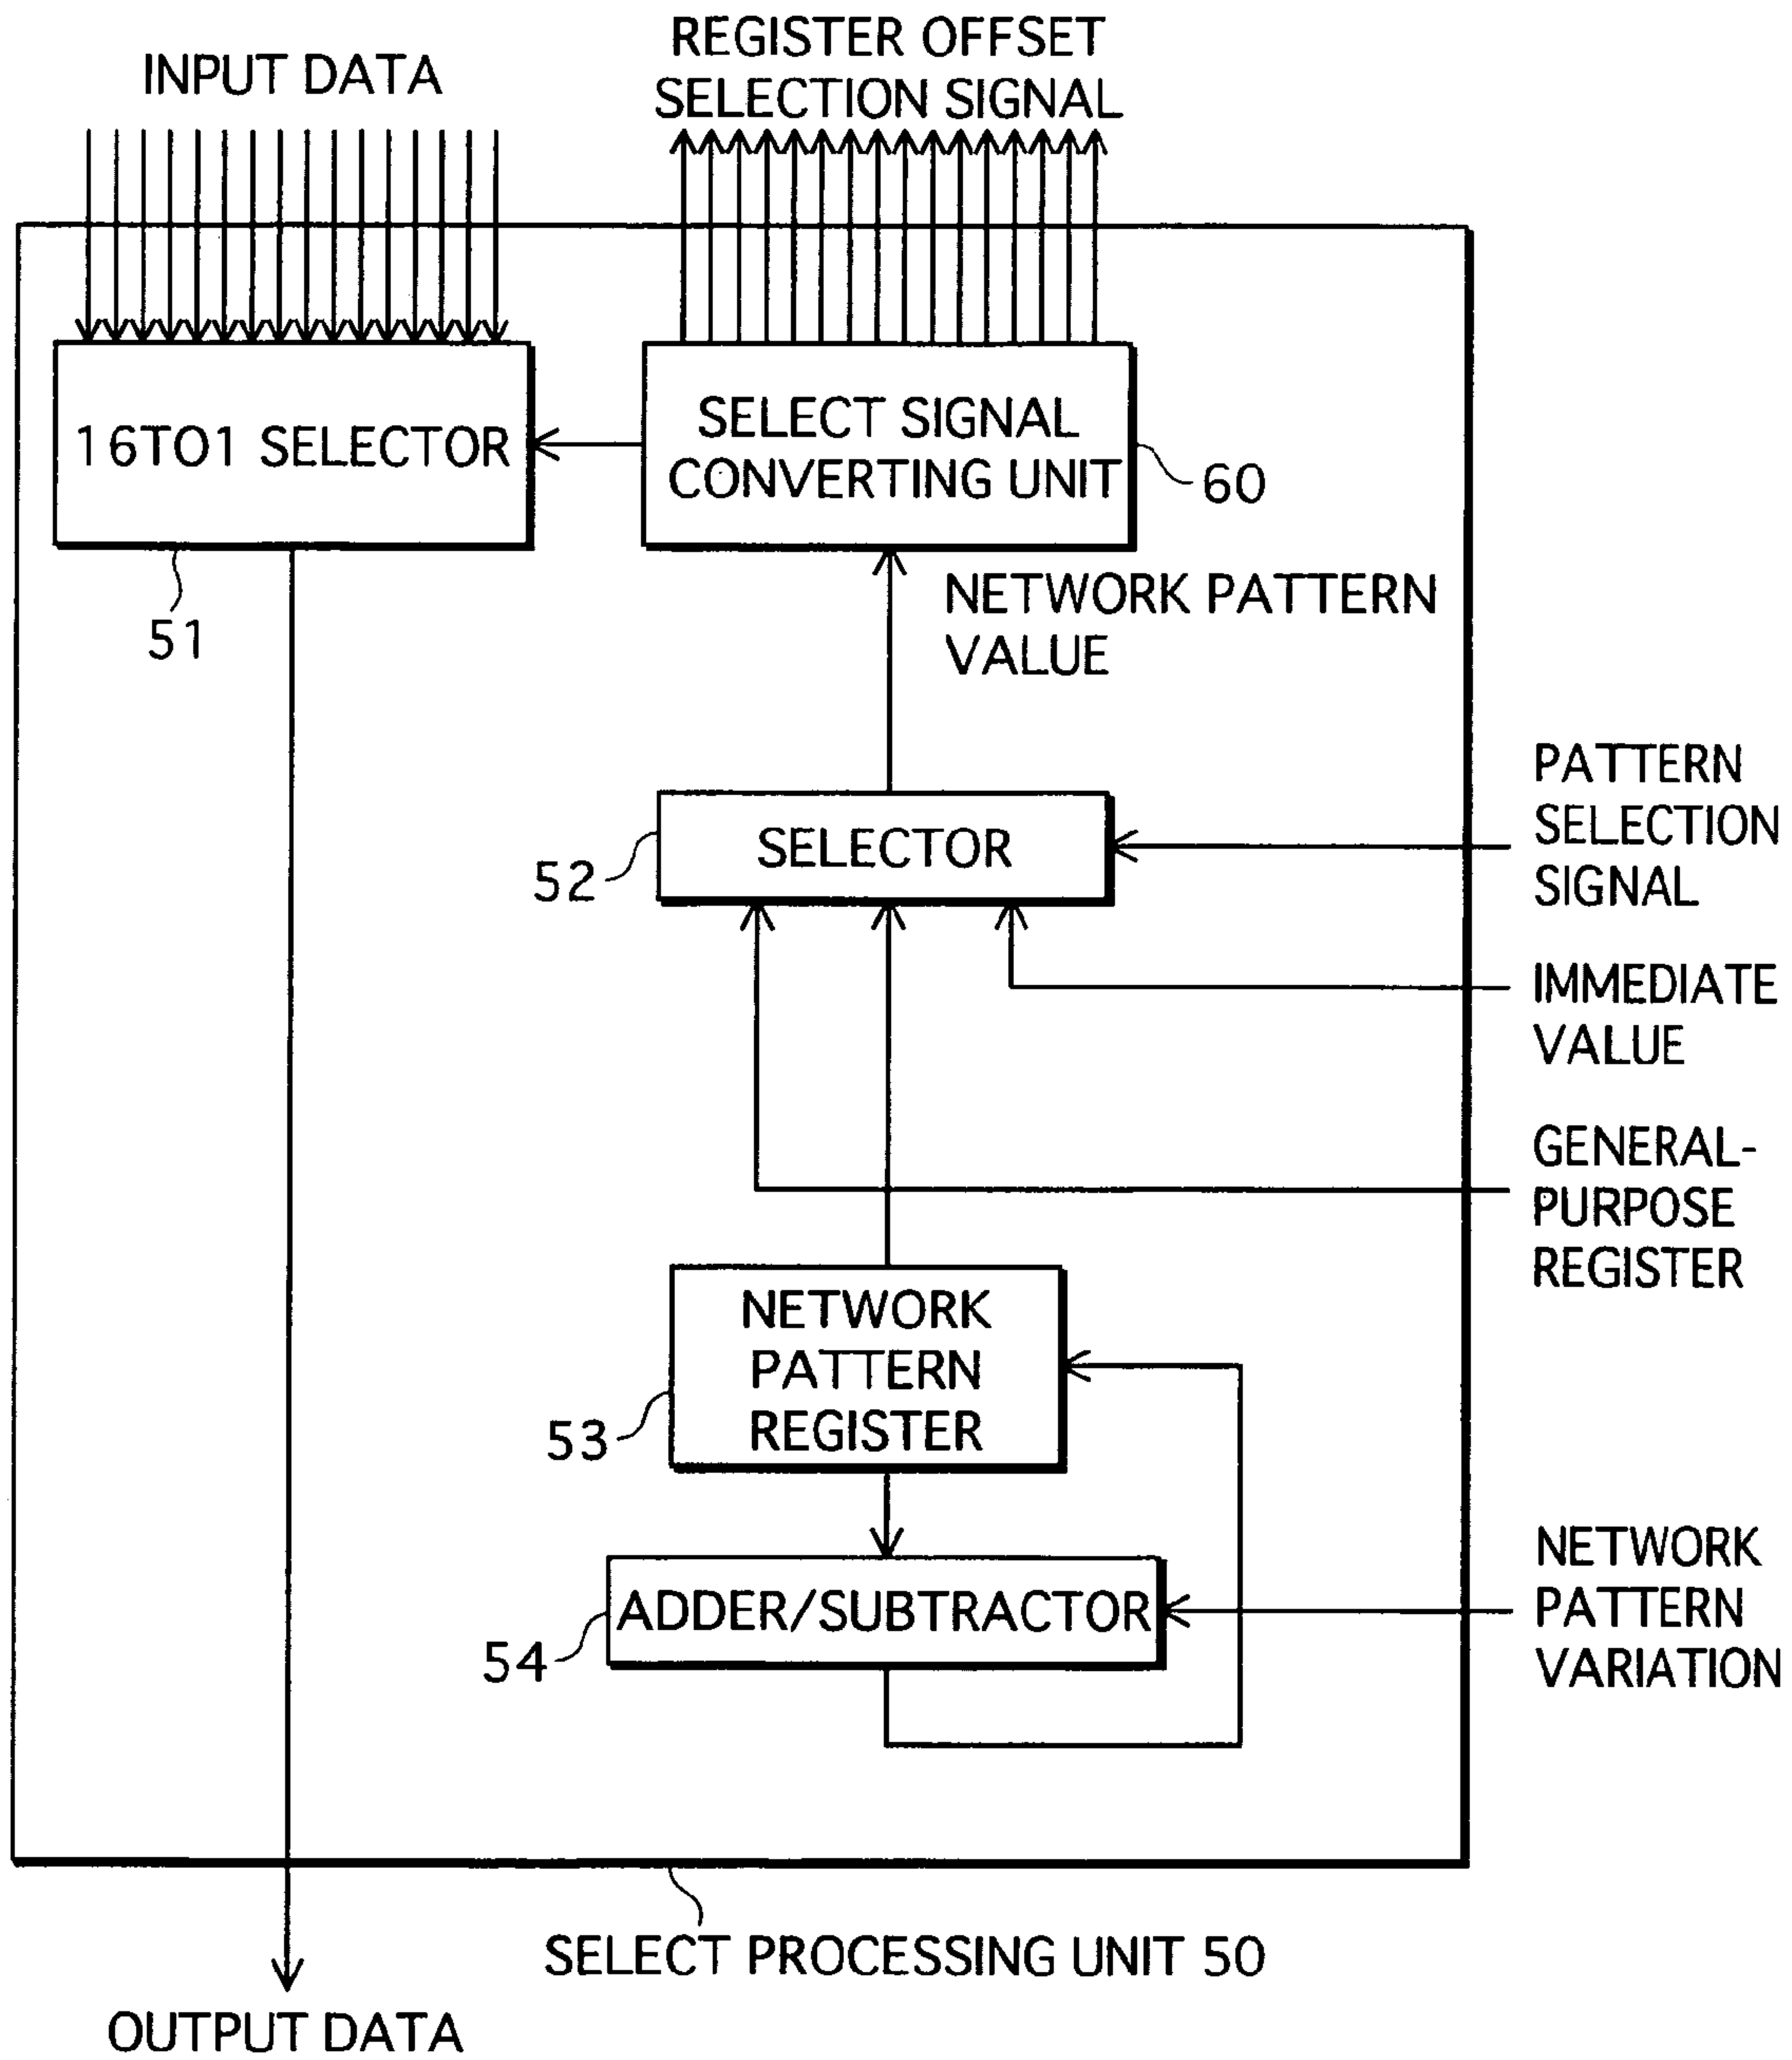 REGISTER OFFSET
SELECTION SIGNAL
INPUT DATA
16TO1 SELECTOR
SELECT SIGNAL
CONVERTING UNIT
60
51
NETWORK PATTERN
VALUE
PATTERN
SELECTION
SIGNAL
SELECTOR
52
IMMEDIATE
VALUE
GENERAL-
PURPOSE
REGISTER
NETWORK
PATTERN
REGISTER
53
ADDER/SUBTRACTOR
54
NETWORK
PATTERN
VARIATION
SELECT PROCESSING UNIT 50
OUTPUT DATA